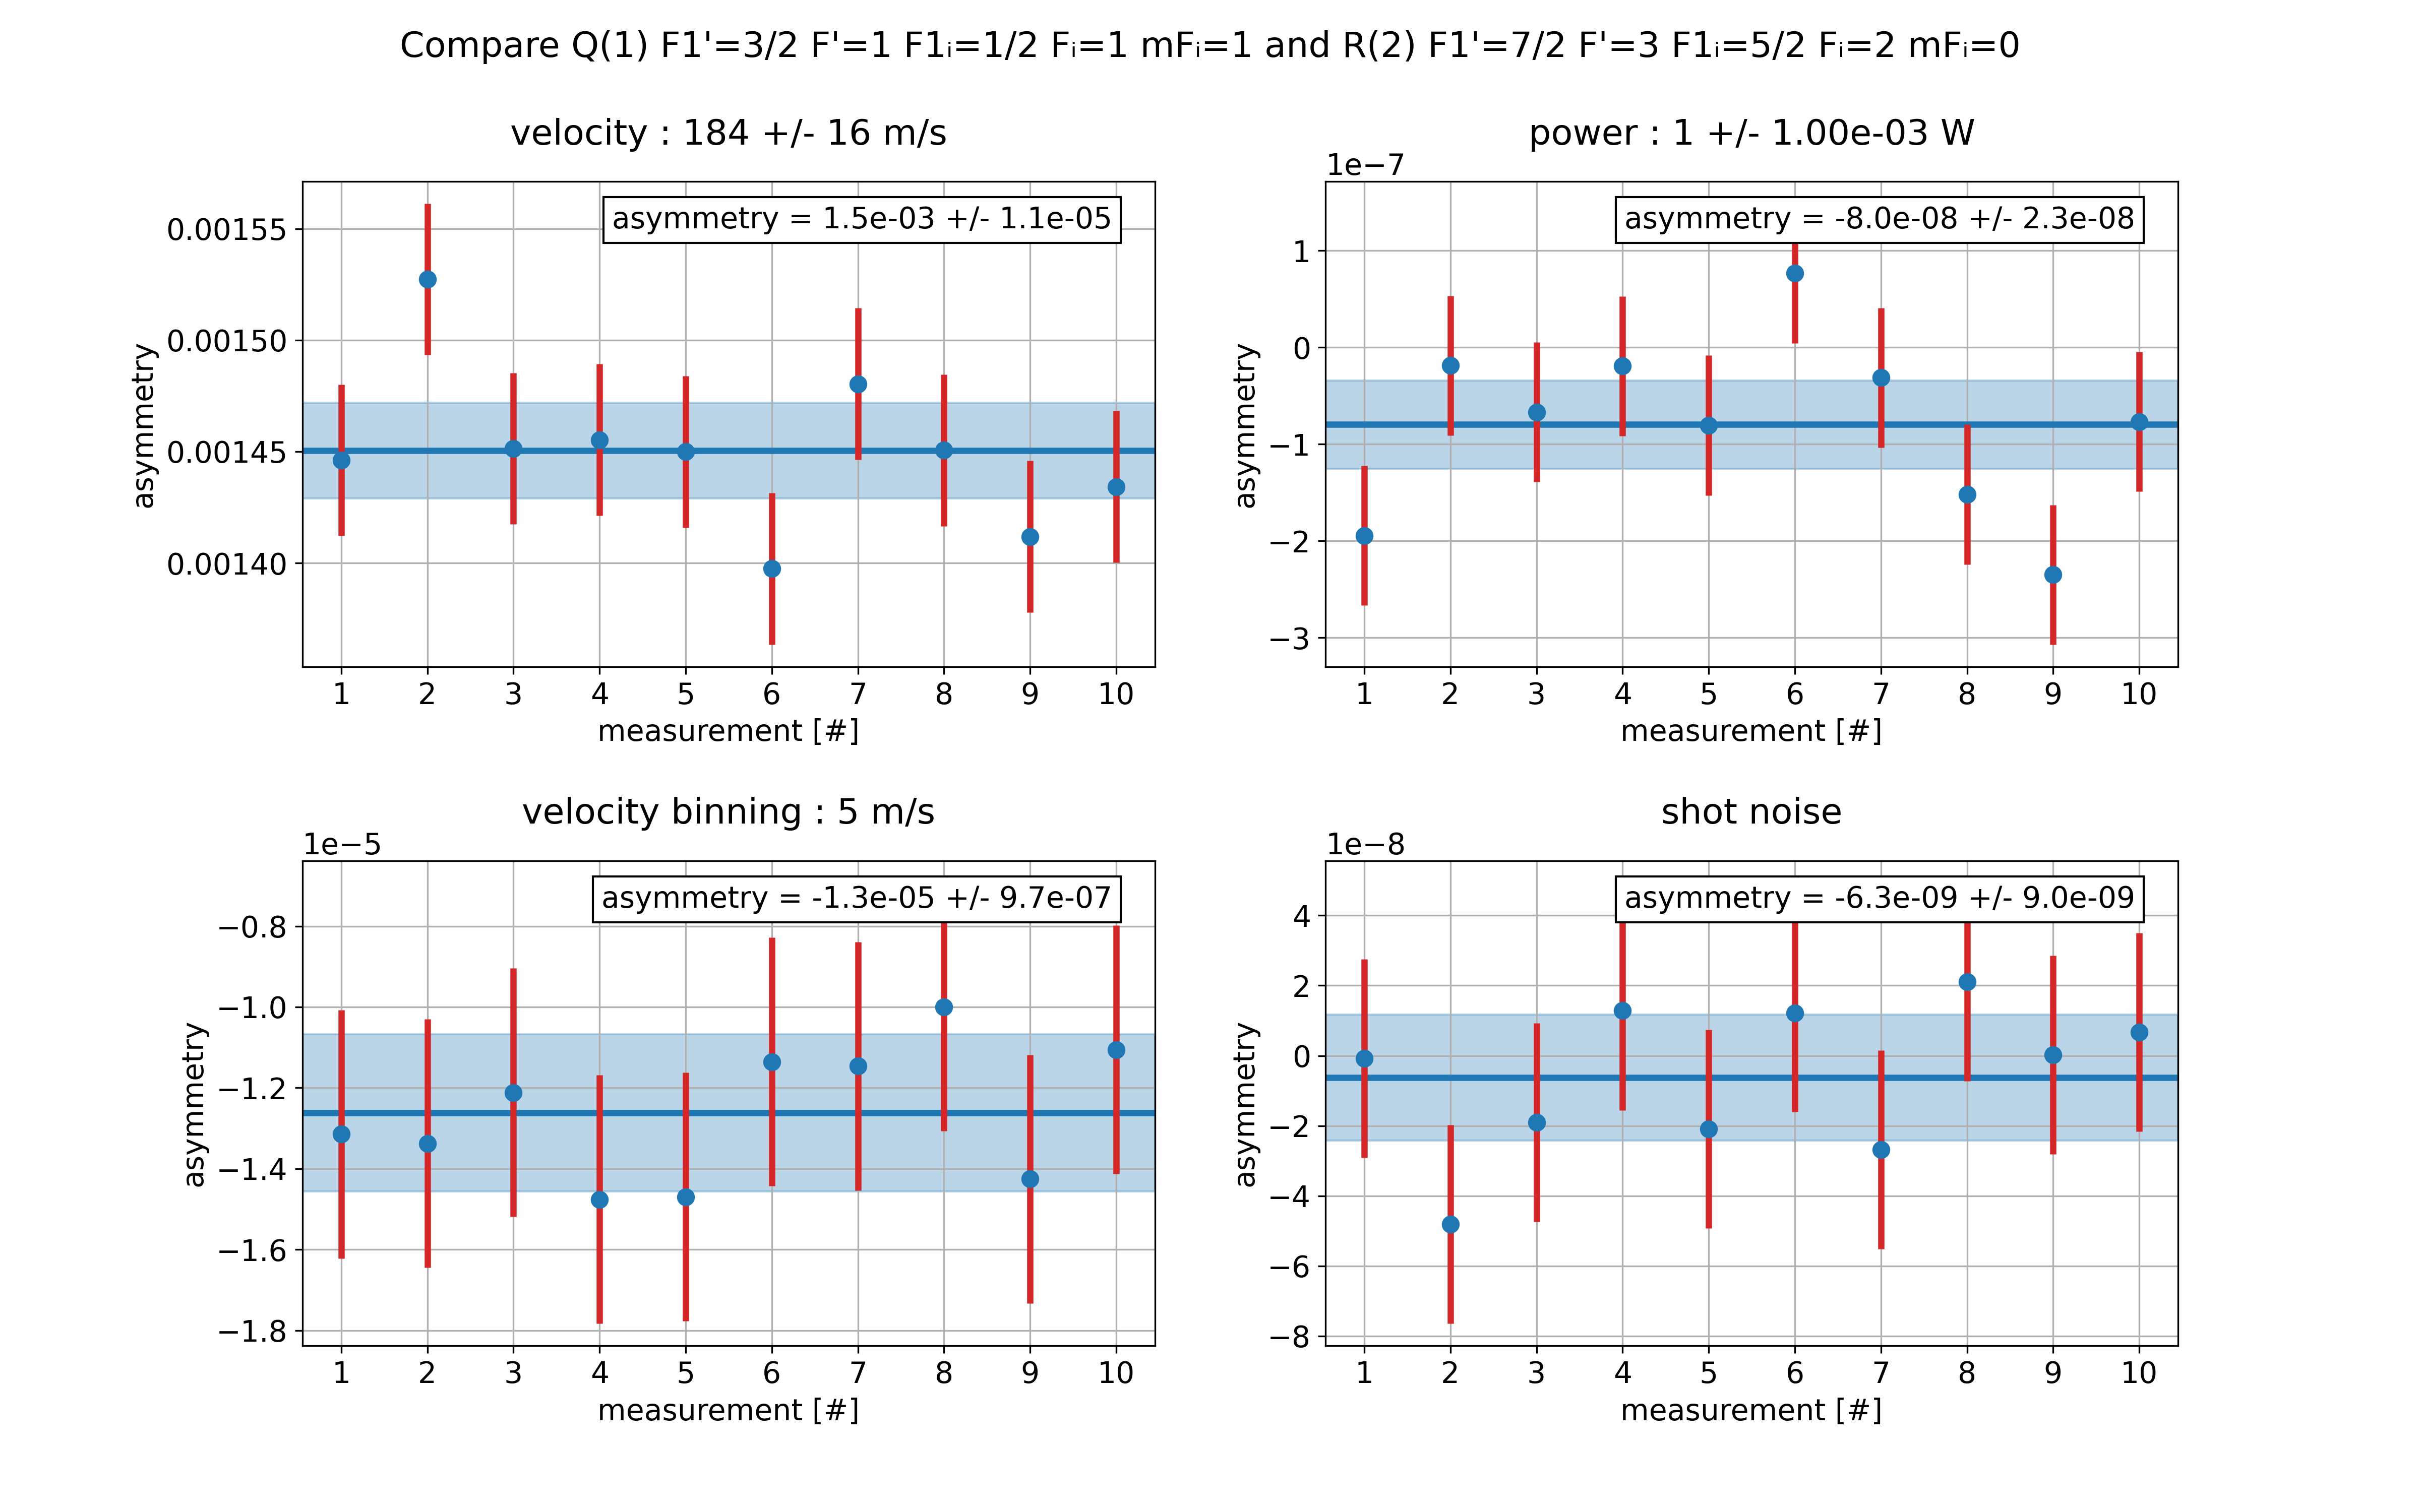 Compare Q(1) F1'=3/2 F'=1 F1ᵢ=1/2 Fᵢ=1 mFᵢ=1 and R(2) F1'=7/2 F'=3 F1ᵢ=5/2 Fᵢ=2 mFᵢ=0
velocity : 184 +/- 16 m/s
asymmetry = 1.5e-03 +/- 1.1e-05
0.00155
0.00150
0.00145
0.00140
asymmetry
1 2 3 4 5 6 7 8 9 10
measurement [#]
power : 1 +/- 1.00e-03 W
1e−7
asymmetry = -8.0e-08 +/- 2.3e-08
1
0
−1
−2
−3
asymmetry
1 2 3 4 5 6 7 8 9 10
measurement [#]
velocity binning : 5 m/s
1e−5
asymmetry = -1.3e-05 +/- 9.7e-07
−0.8
−1.0
−1.2
−1.4
−1.6
−1.8
asymmetry
1 2 3 4 5 6 7 8 9 10
measurement [#]
shot noise
1e−8
asymmetry = -6.3e-09 +/- 9.0e-09
4
2
0
−2
−4
−6
−8
asymmetry
1 2 3 4 5 6 7 8 9 10
measurement [#]